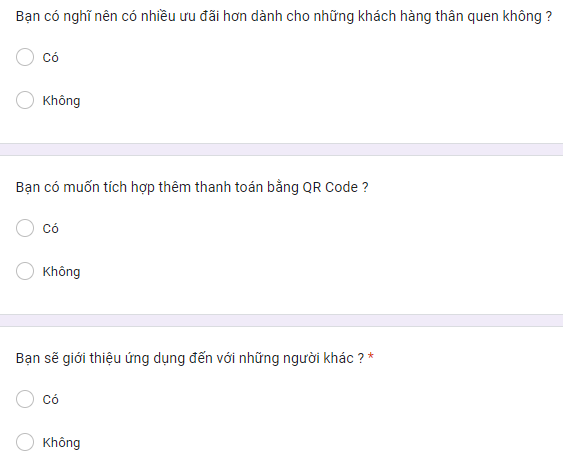 Bạn có nghĩ nên có nhiều ưu đãi hơn dành cho những khách hàng thân quen không ?
Có
Không
Bạn có muốn tích hợp thêm thanh toán bằng QR Code ?
Có
Không
Bạn sẽ giới thiệu ứng dụng đến với những người khác ? *
Có
Không